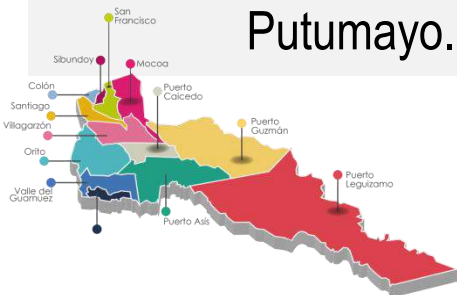 Putumayo.
San
Francisco
Sibundoy
Mocoa
Colón
Puerto
Caicedo
Santiago
Villagarzón
Puerto
Guzmán
Orito
Puerto
Leguizamo
Valle del
Guamuez
Puerto Asís